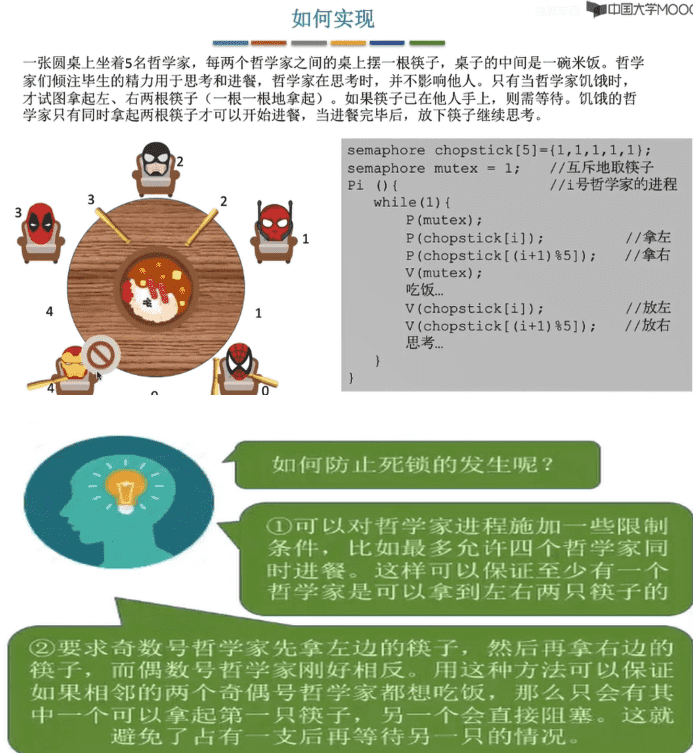 如何实现
中国大学MOOC
一张圆桌上坐着5名哲学家，每两个哲学家之间的桌上摆一根筷子，桌子的中间是一碗米饭。哲学
家们倾注毕生的精力用于思考和进餐，哲学家在思考时，并不影响他人。只有当哲学家饥饿时，
才试图拿起左、右两根筷子（一根一根地拿起）。如果筷子已在他人手上，则需等待。饥饿的哲
学家只有同时拿起两根筷子才可以开始进餐，当进餐完毕后，放下筷子继续思考。
2
3
2
3
1
4
1
4
0
0
semaphore chopstick[5]={1,1,1,1,1};
semaphore mutex = 1; //互斥地取筷子
Pi (){ //i号哲学家的进程
while(1){
P(mutex);
P(chopstick[i]); //拿左
P(chopstick[(i+1)%5]); //拿右
V(mutex);
吃饭…
V(chopstick[i]); //放左
V(chopstick[(i+1)%5]); //放右
思考…
}
}
如何防止死锁的发生呢？
①可以对哲学家进程施加一些限制
条件，比如最多允许四个哲学家同
时进餐。这样可以保证至少有一个
哲学家是可以拿到左右两只筷子的
②要求奇数号哲学家先拿左边的筷子，然后再拿右边的
筷子，而偶数号哲学家刚好相反。用这种方法可以保证
如果相邻的两个奇偶号哲学家都想吃饭，那么只会有其
中一个可以拿起第一只筷子，另一个会直接阻塞。这就
避免了占有一支后再等待另一只的情况。